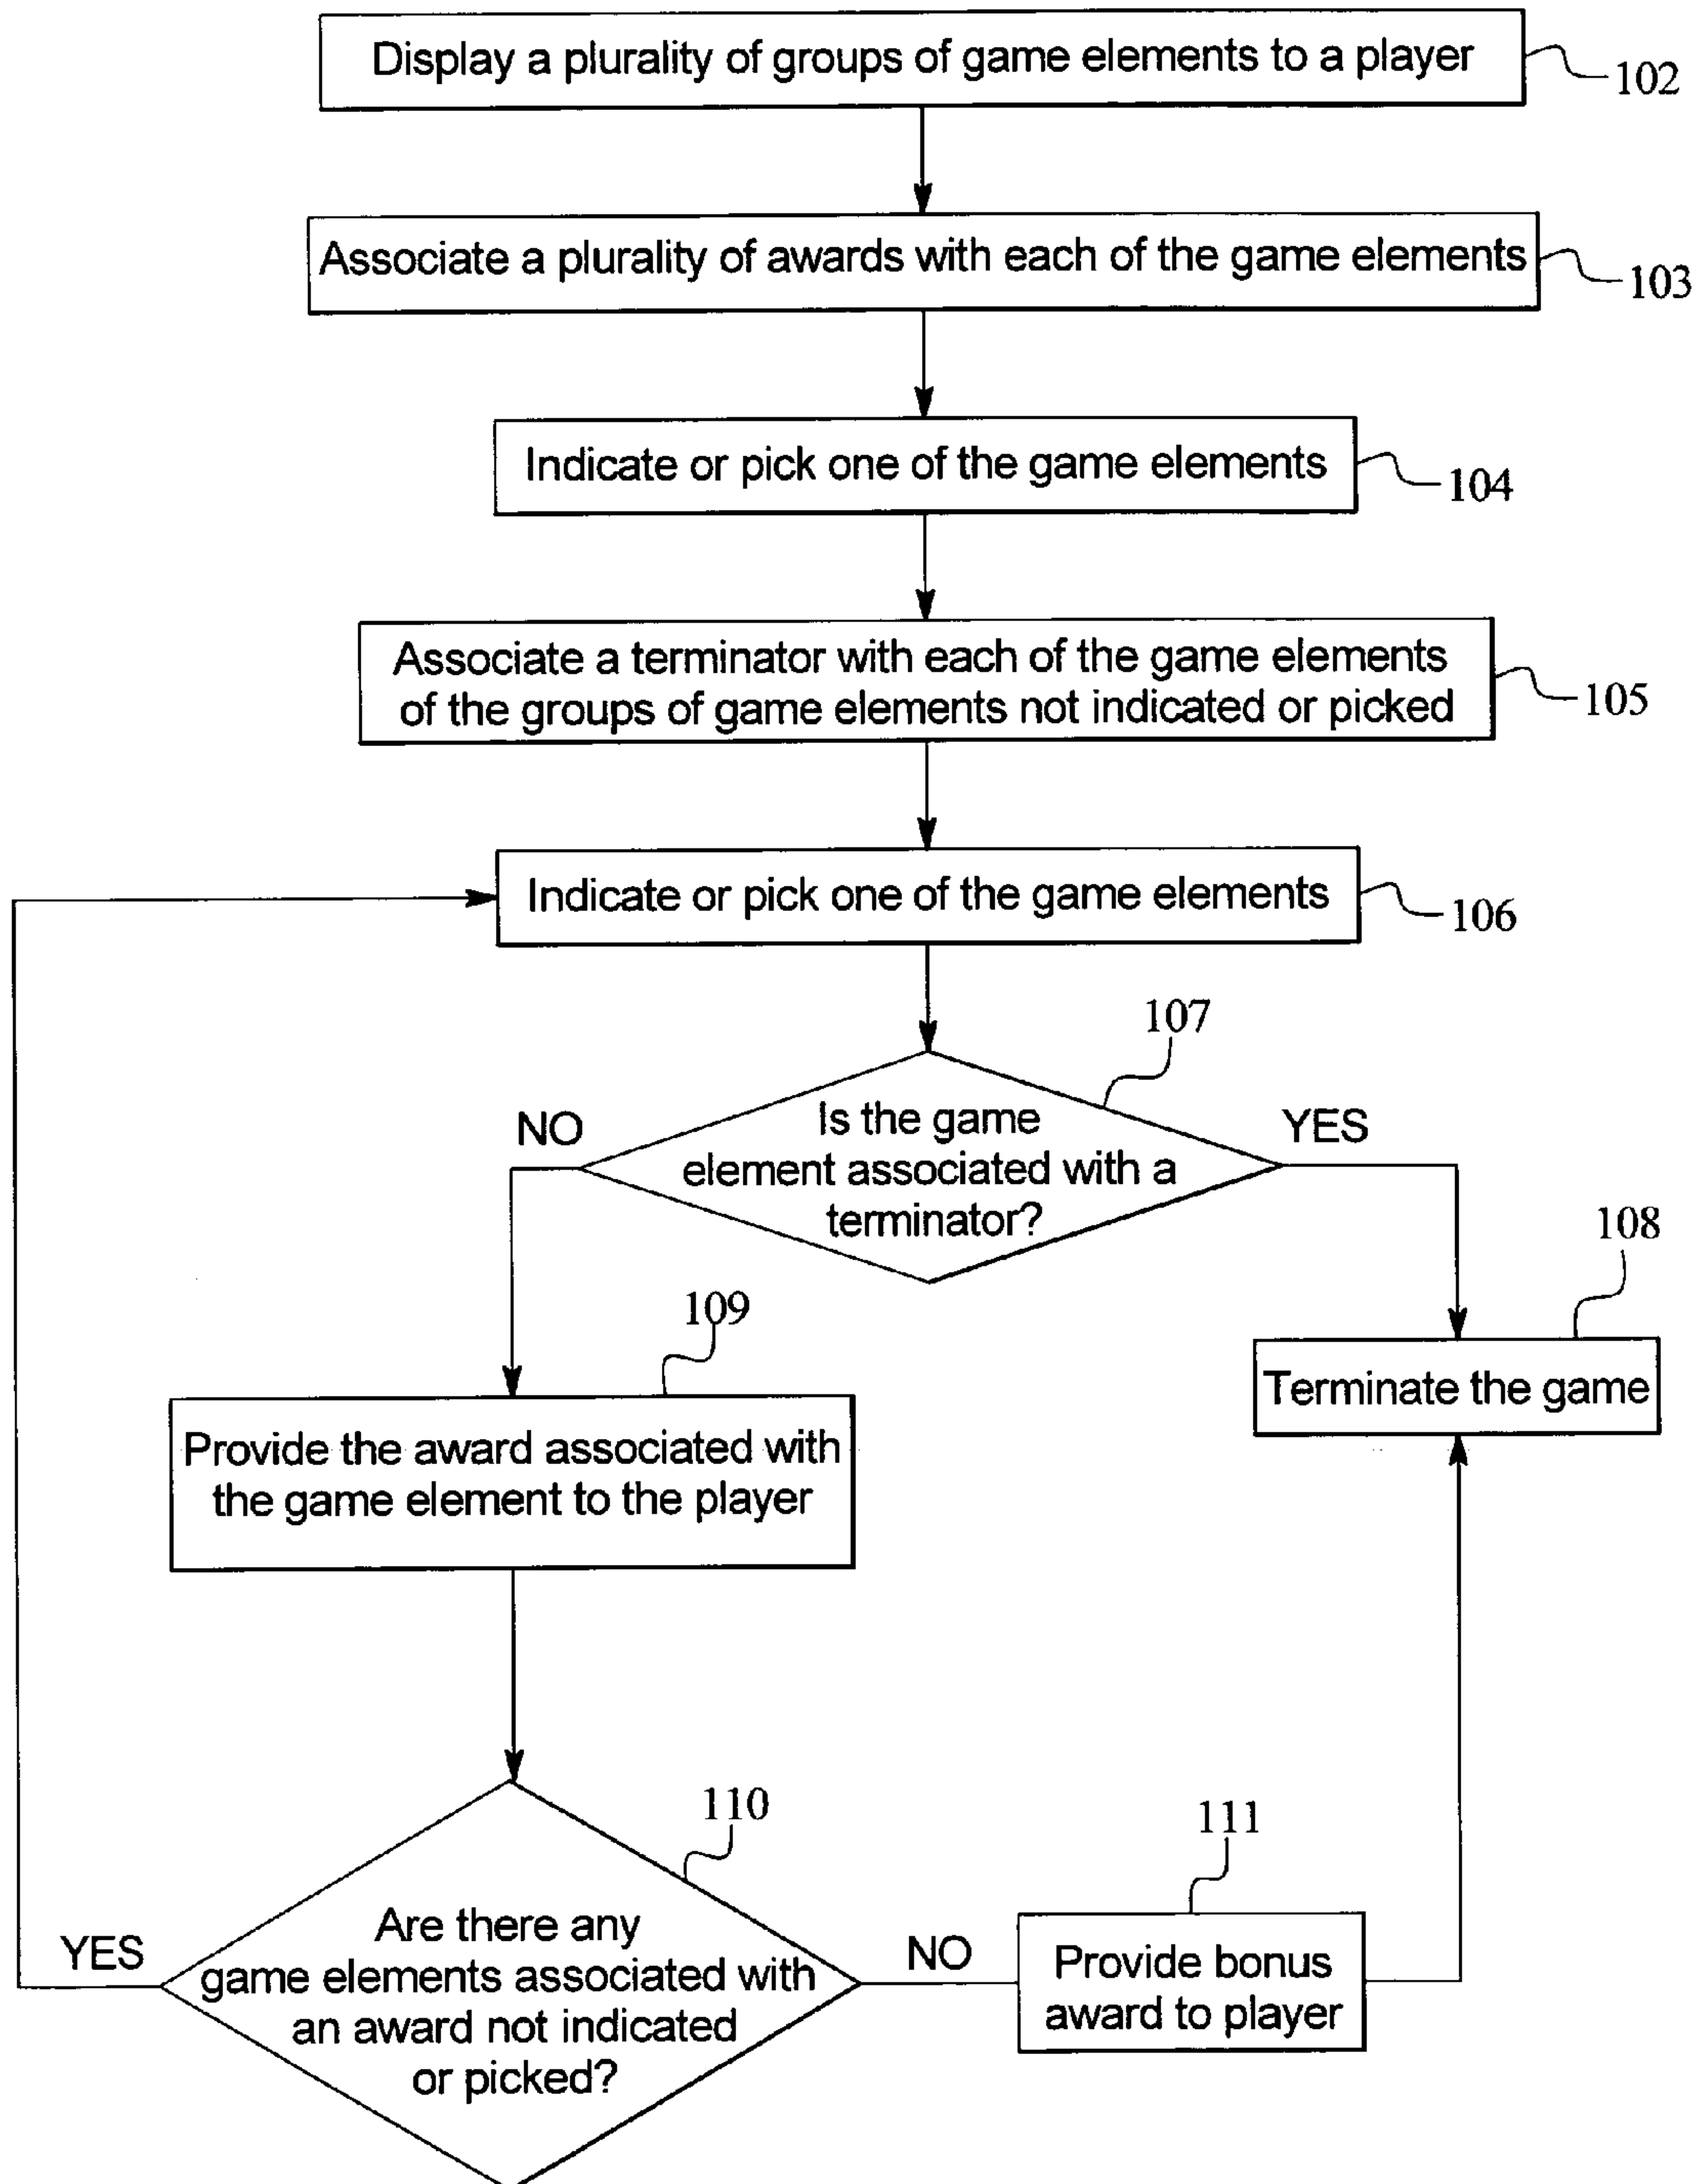 Display a plurality of groups of game elements to a player
102
Associate a plurality of awards with each of the game elements
103
Indicate or pick one of the game elements
104
Associate a terminator with each of the game elements
of the groups of game elements not indicated or picked
105
Indicate or pick one of the game elements
106
107
NO
Is the game
element associated with a
terminator?
YES
108
109
Terminate the game
Provide the award associated with
the game element to the player
110
111
YES
Are there any
game elements associated with
an award not indicated
or picked?
NO
Provide bonus
award to player